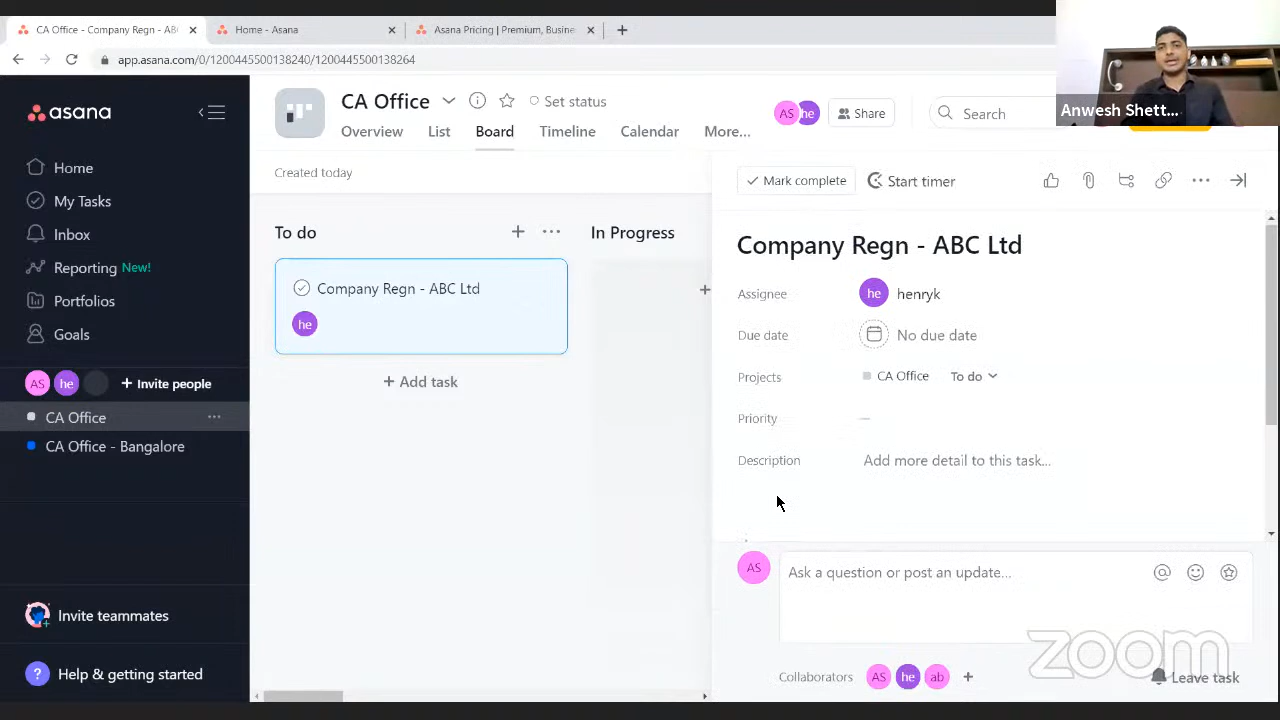 CA Office - Company Regn - AB
Home - Asana
Asana Pricing | Premium, Busine
app.asana.com/0/1200445500138240/1200445500138264
Anwesh Shett...
asana
Home
My Tasks
Inbox
Reporting New!
Portfolios
Goals
AS he + Invite people
CA Office
CA Office - Bangalore
Invite teammates
? Help & getting started
CA Office
Set status
AS he
Share
Search
Overview List Board Timeline Calendar More...
Created today
To do
In Progress
Company Regn - ABC Ltd
he
+ Add task
Mark complete
Start timer
Company Regn - ABC Ltd
Assignee he henryk
Due date No due date
Projects CA Office To do
Priority —
Description Add more detail to this task...
AS Ask a question or post an update...
Collaborators AS he ab +
Leave task
zoom